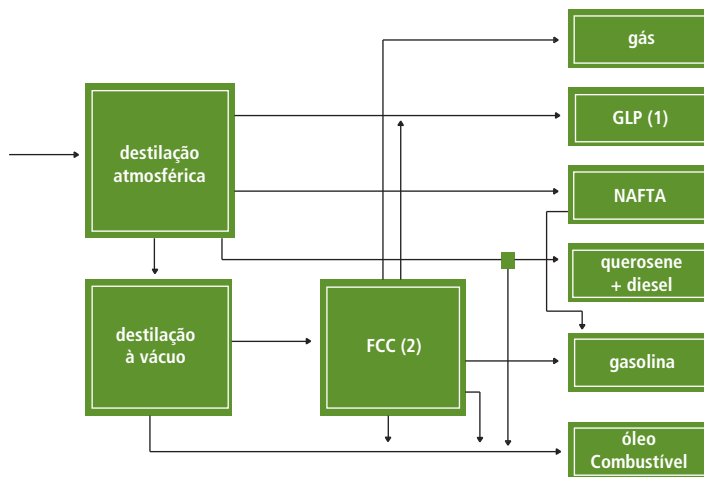 gás
destilação
atmosférica
GLP (1)
NAFTA
querosene
+ diesel
destilação
à vácuo
FCC (2)
gasolina
óleo
Combustível